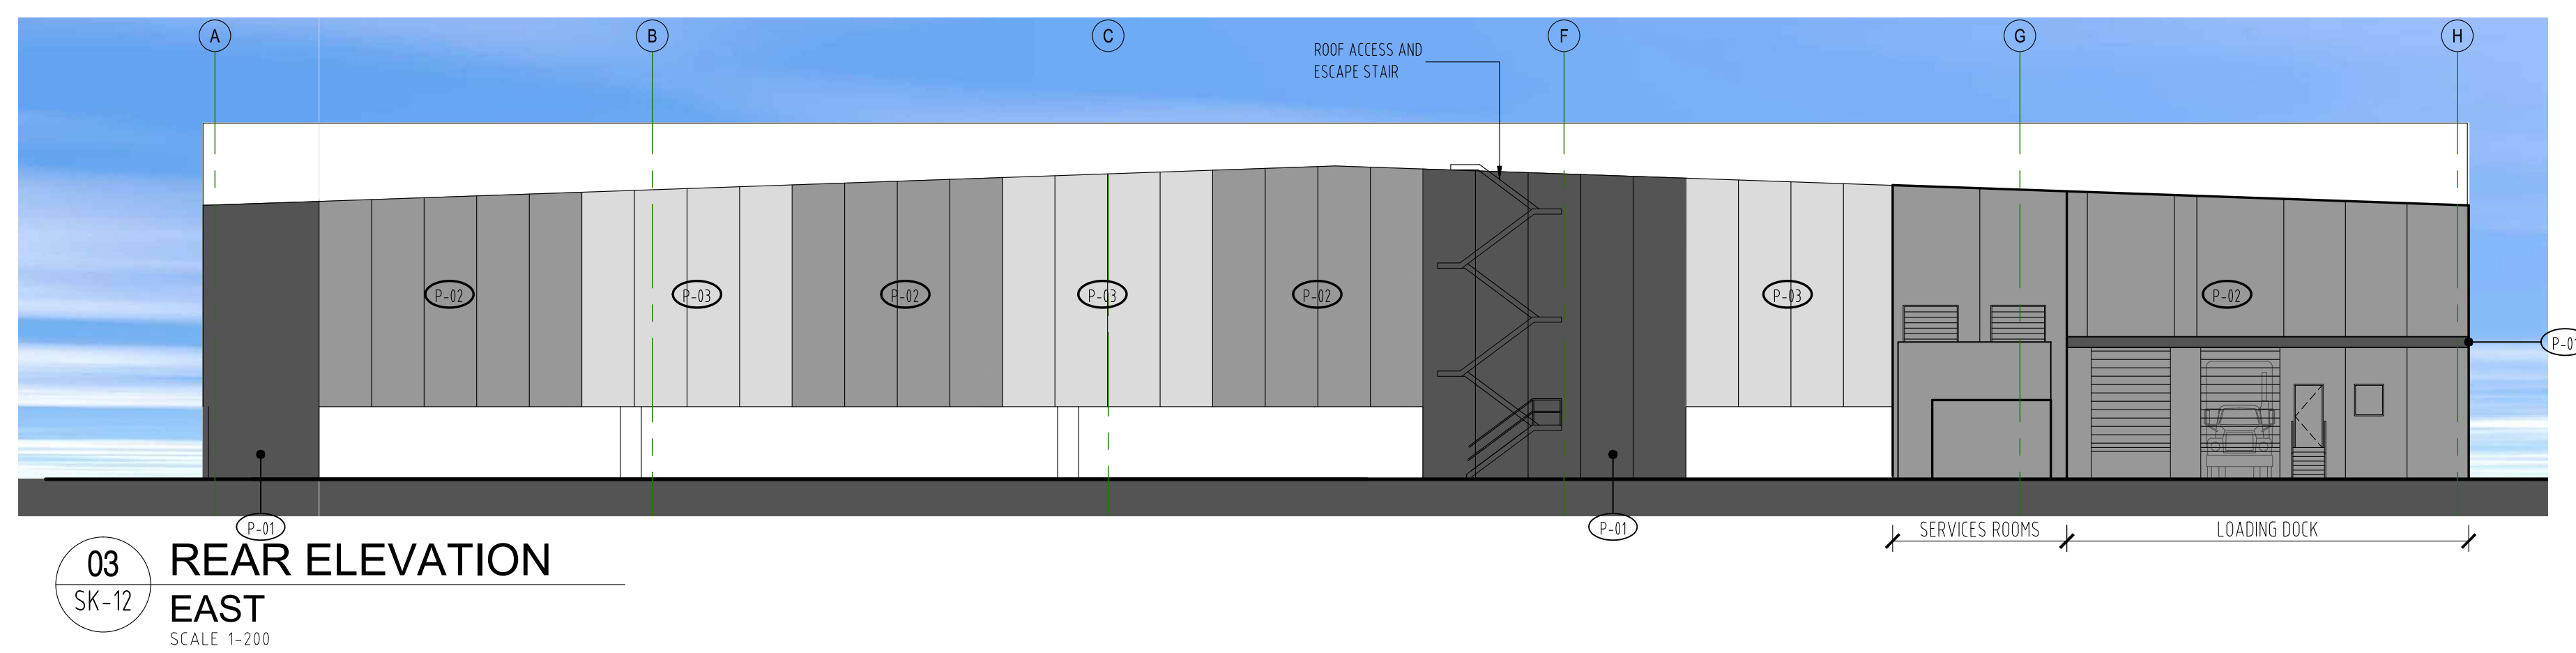 A
B
C
F
G
H
ROOF ACCESS AND
ESCAPE STAIR
P-02
P-03
P-02
P-03
P-02
P-03
P-02
P-01
P-01
P-01
SERVICES ROOMS
LOADING DOCK
03
SK-12
REAR ELEVATION
EAST
SCALE 1-200